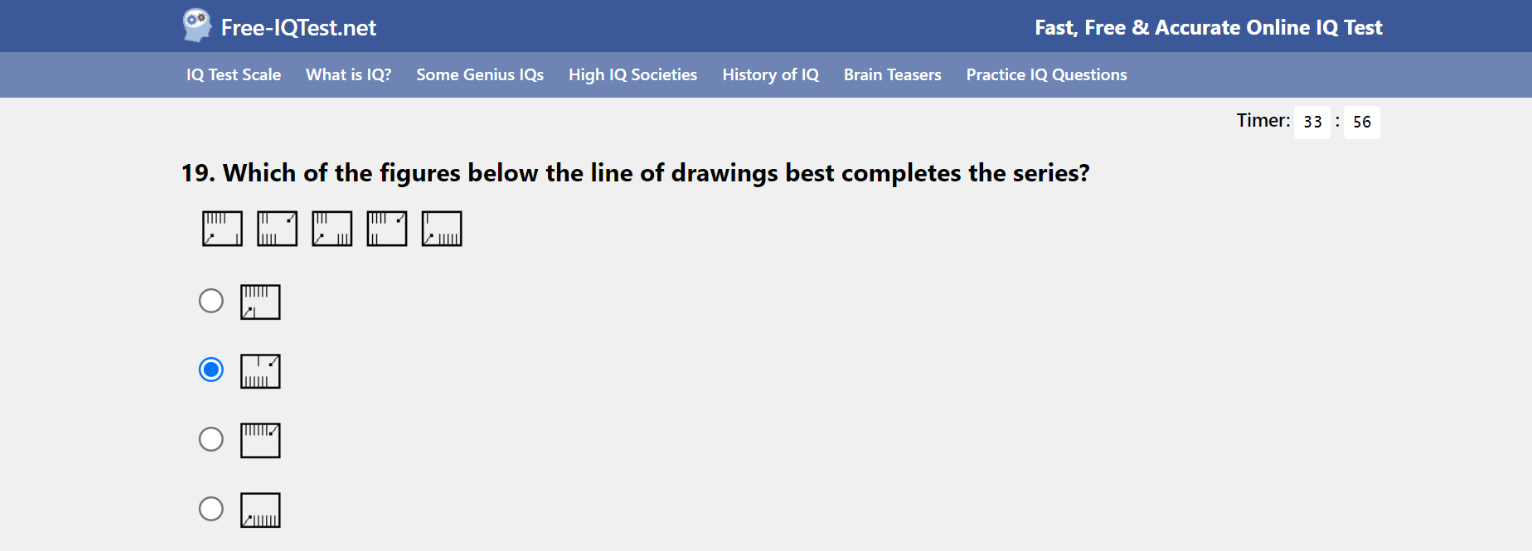 Free-IQTest.net
Fast, Free & Accurate Online IQ Test
IQ Test Scale What is IQ? Some Genius IQs High IQ Societies History of IQ Brain Teasers Practice IQ Questions
Timer: 33 : 56
19. Which of the figures below the line of drawings best completes the series?